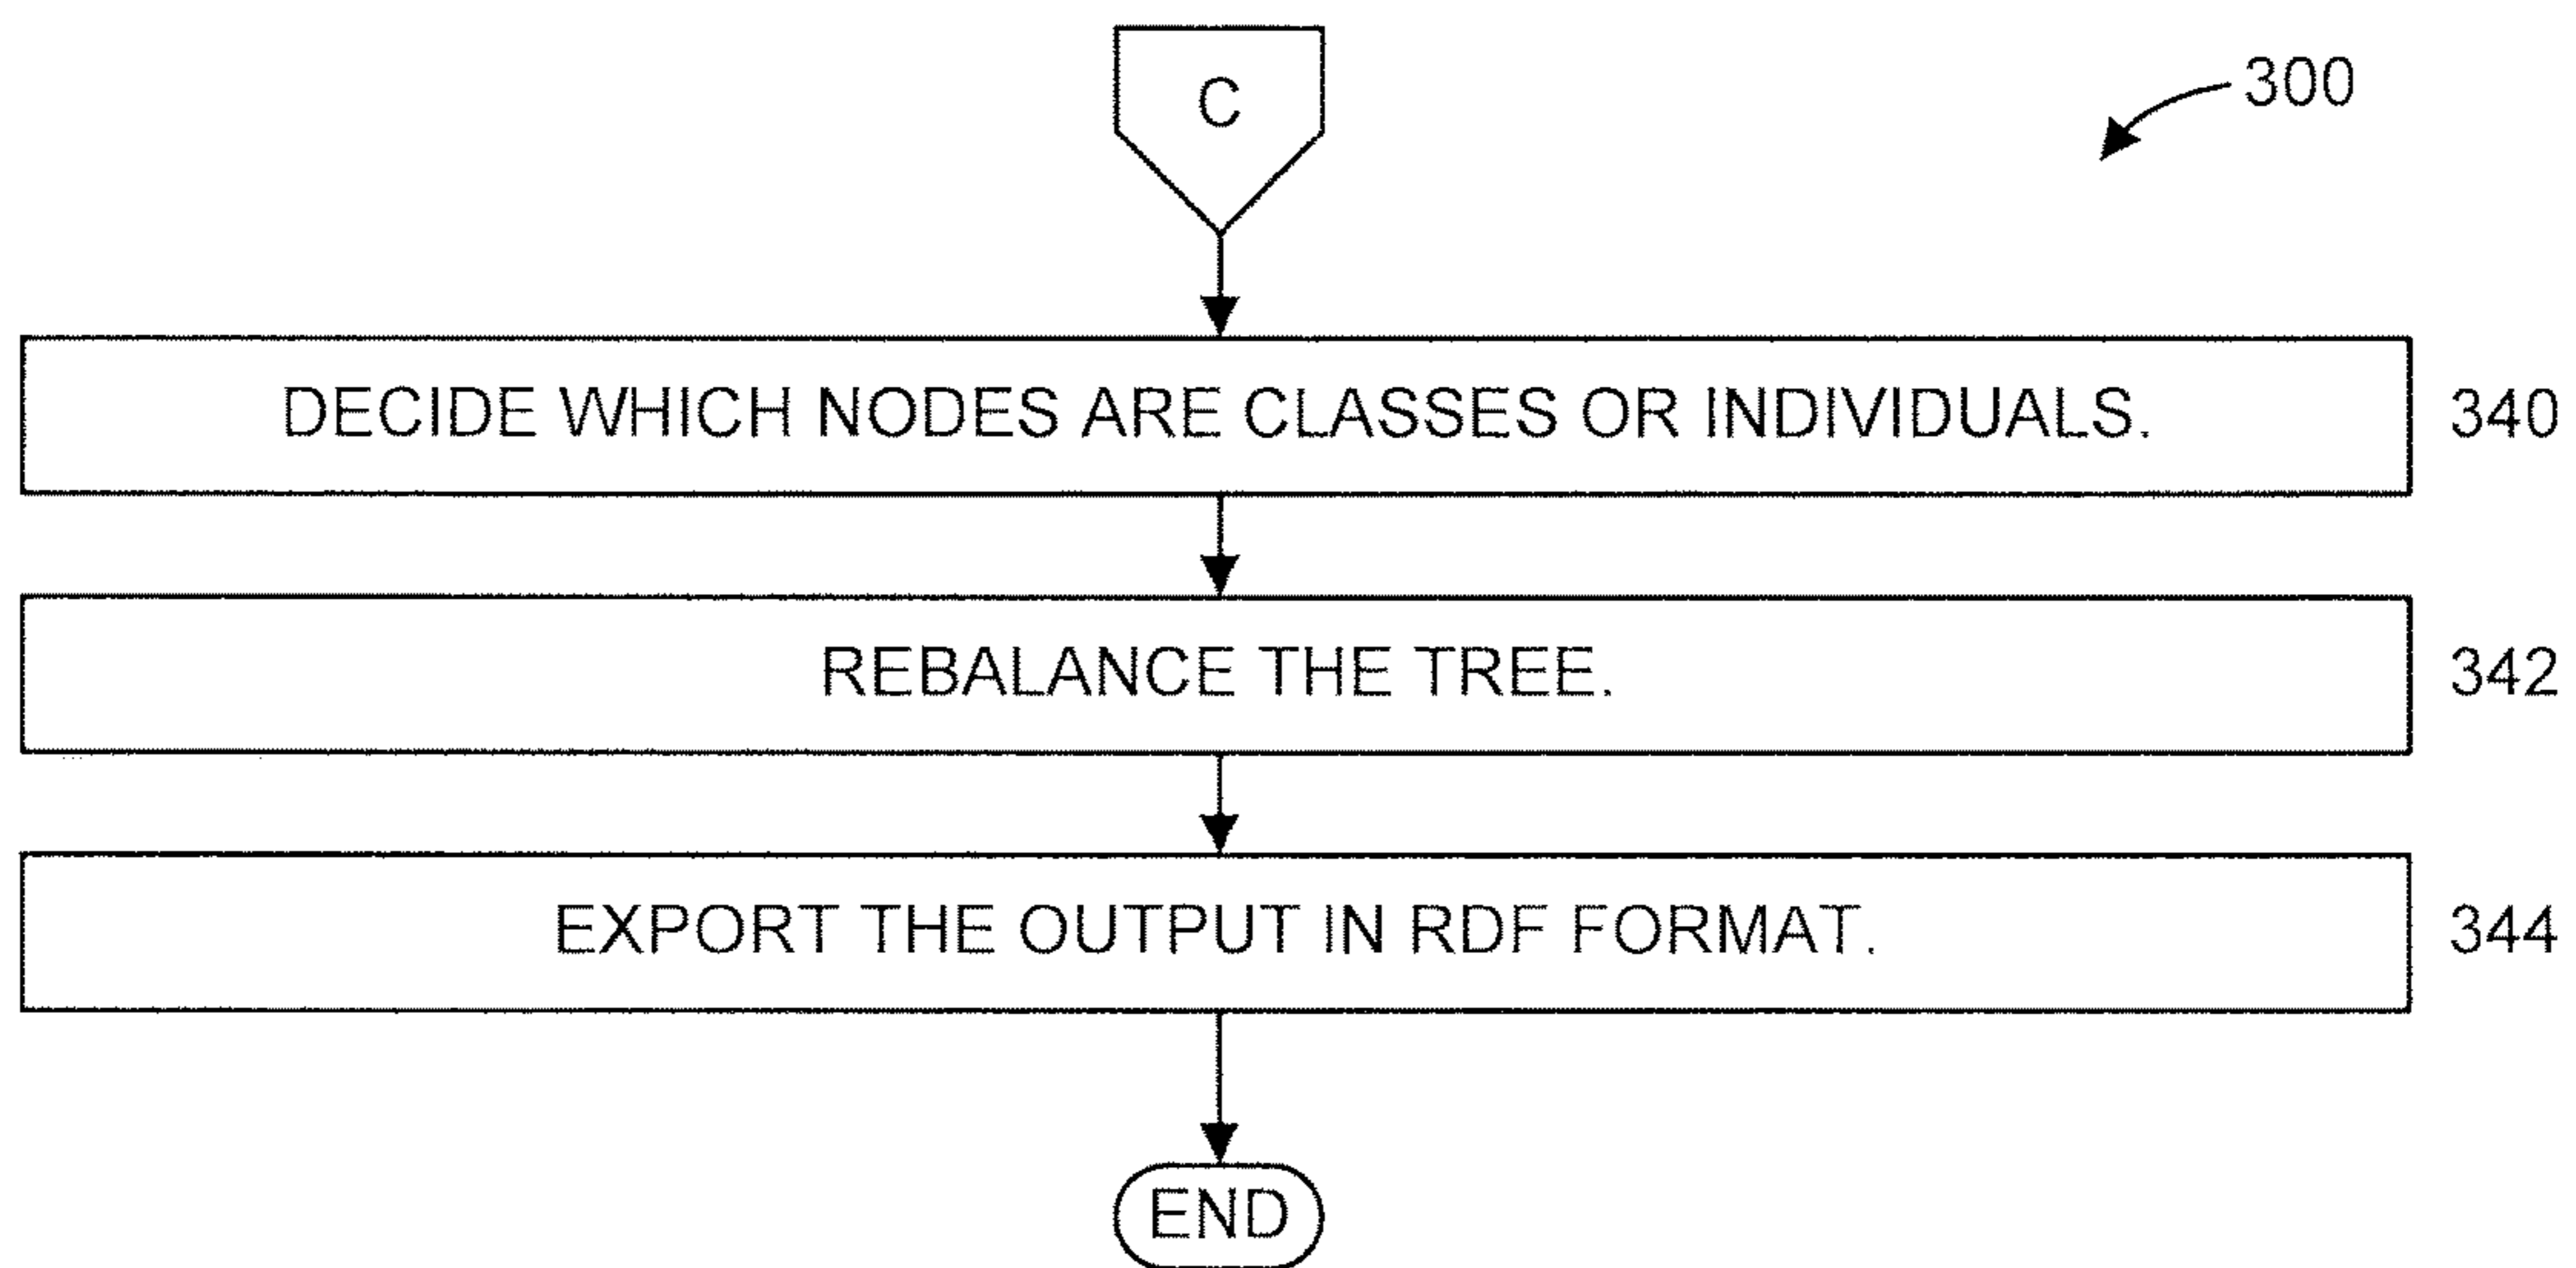 C
300
DECIDE WHICH NODES ARE CLASSES OR INDIVIDUALS.
340
REBALANCE THE TREE.
342
EXPORT THE OUTPUT IN RDF FORMAT.
344
END